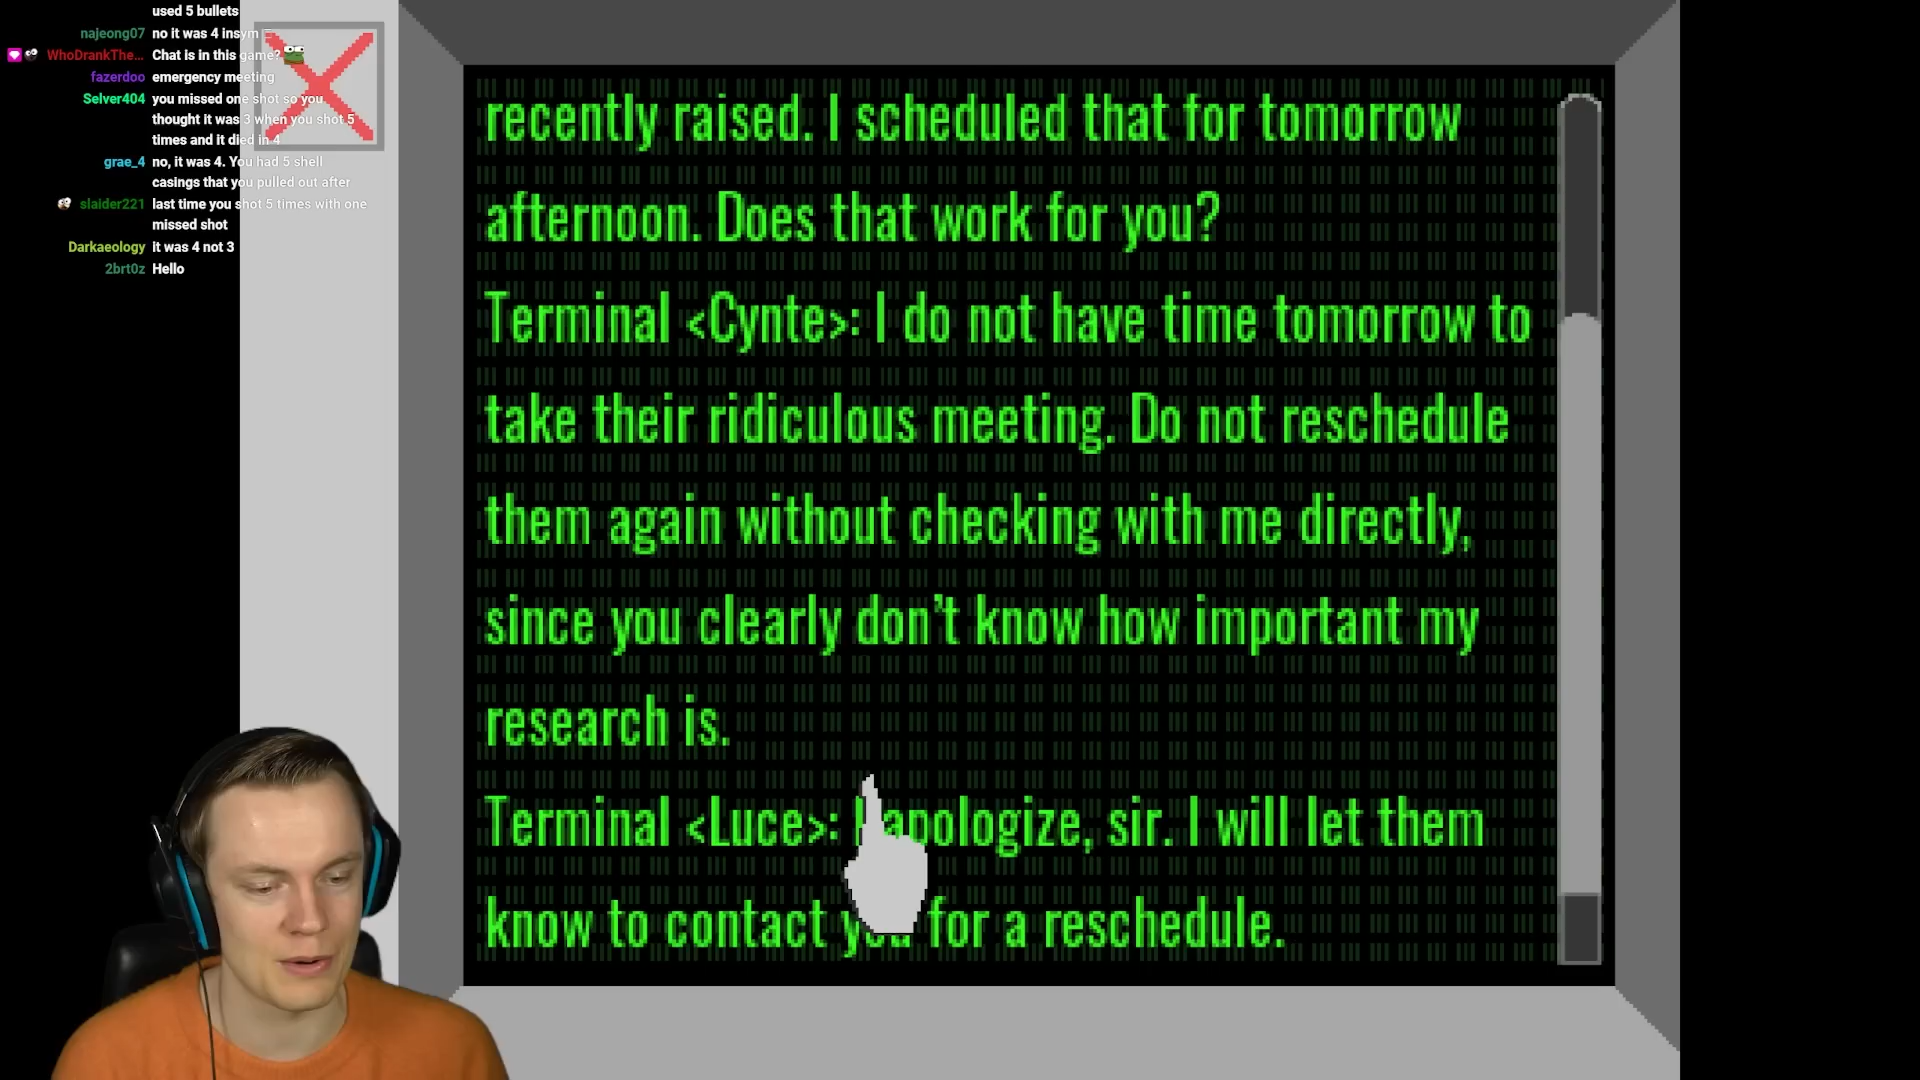 used 5 bullets
najeong07 no it was 4 insym
WhoDrankThe... Chat is in this game?
fazerdoo emergency meeting
Selver404 you missed one shot so you
thought it was 3 when you shot 5
times and it died in 4
grae_4 no, it was 4. You had 5 shell
casings that you pulled out after
slaider221 last time you shot 5 times with one
missed shot
Darkaeology it was 4 not 3
2brt0z Hello
recently raised. I scheduled that for tomorrow
afternoon. Does that work for you?
Terminal <Cynte>: I do not have time tomorrow to
take their ridiculous meeting. Do not reschedule
them again without checking with me directly,
since you clearly don't know how important my
research is.
Terminal <Luce>: I apologize, sir. I will let them
know to contact you for a reschedule.